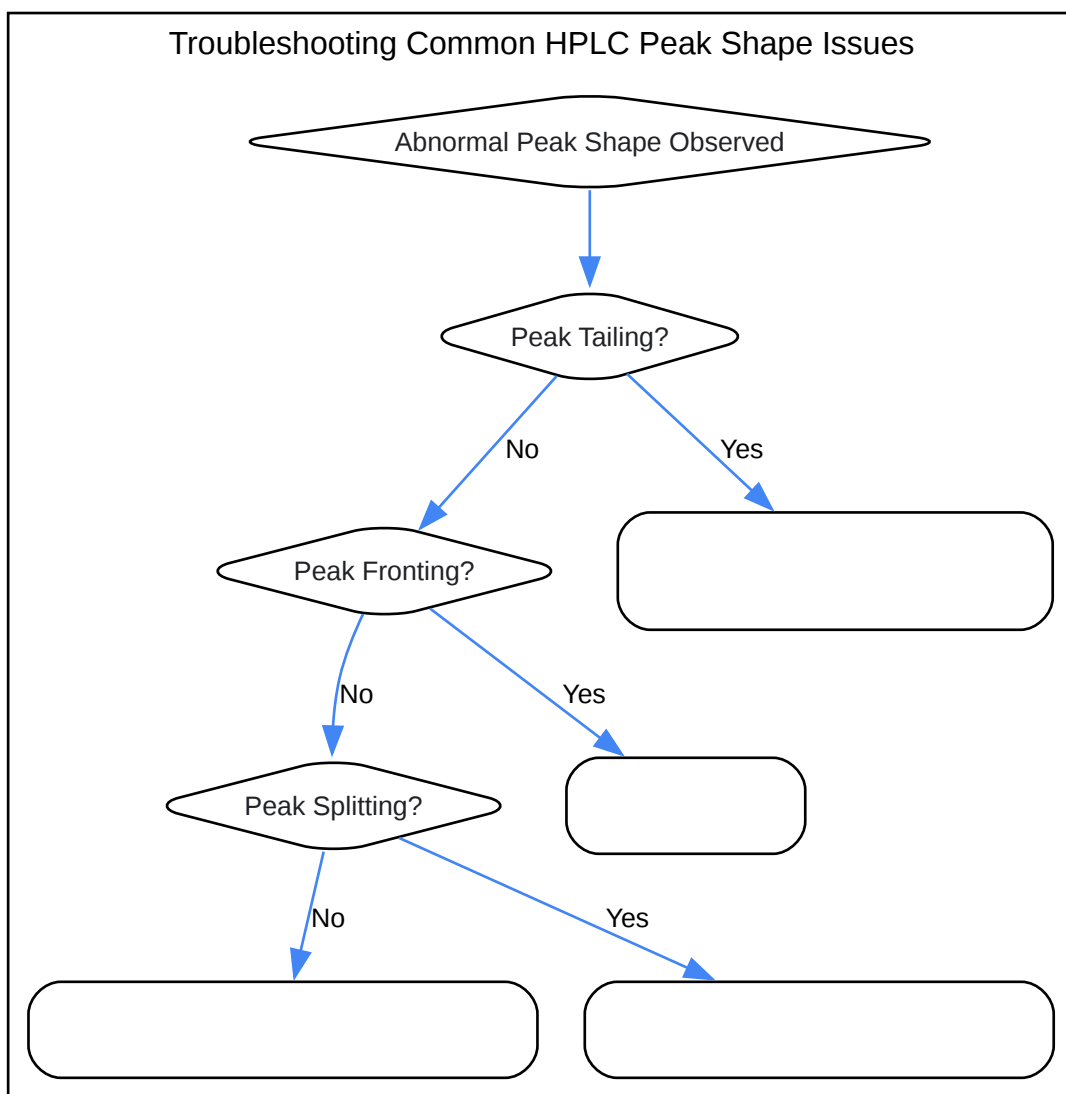 Troubleshooting Common HPLC Peak Shape Issues
Abnormal Peak Shape Observed
Peak Tailing?
No
Yes
Peak Fronting?
No
Yes
Peak Splitting?
No
Yes